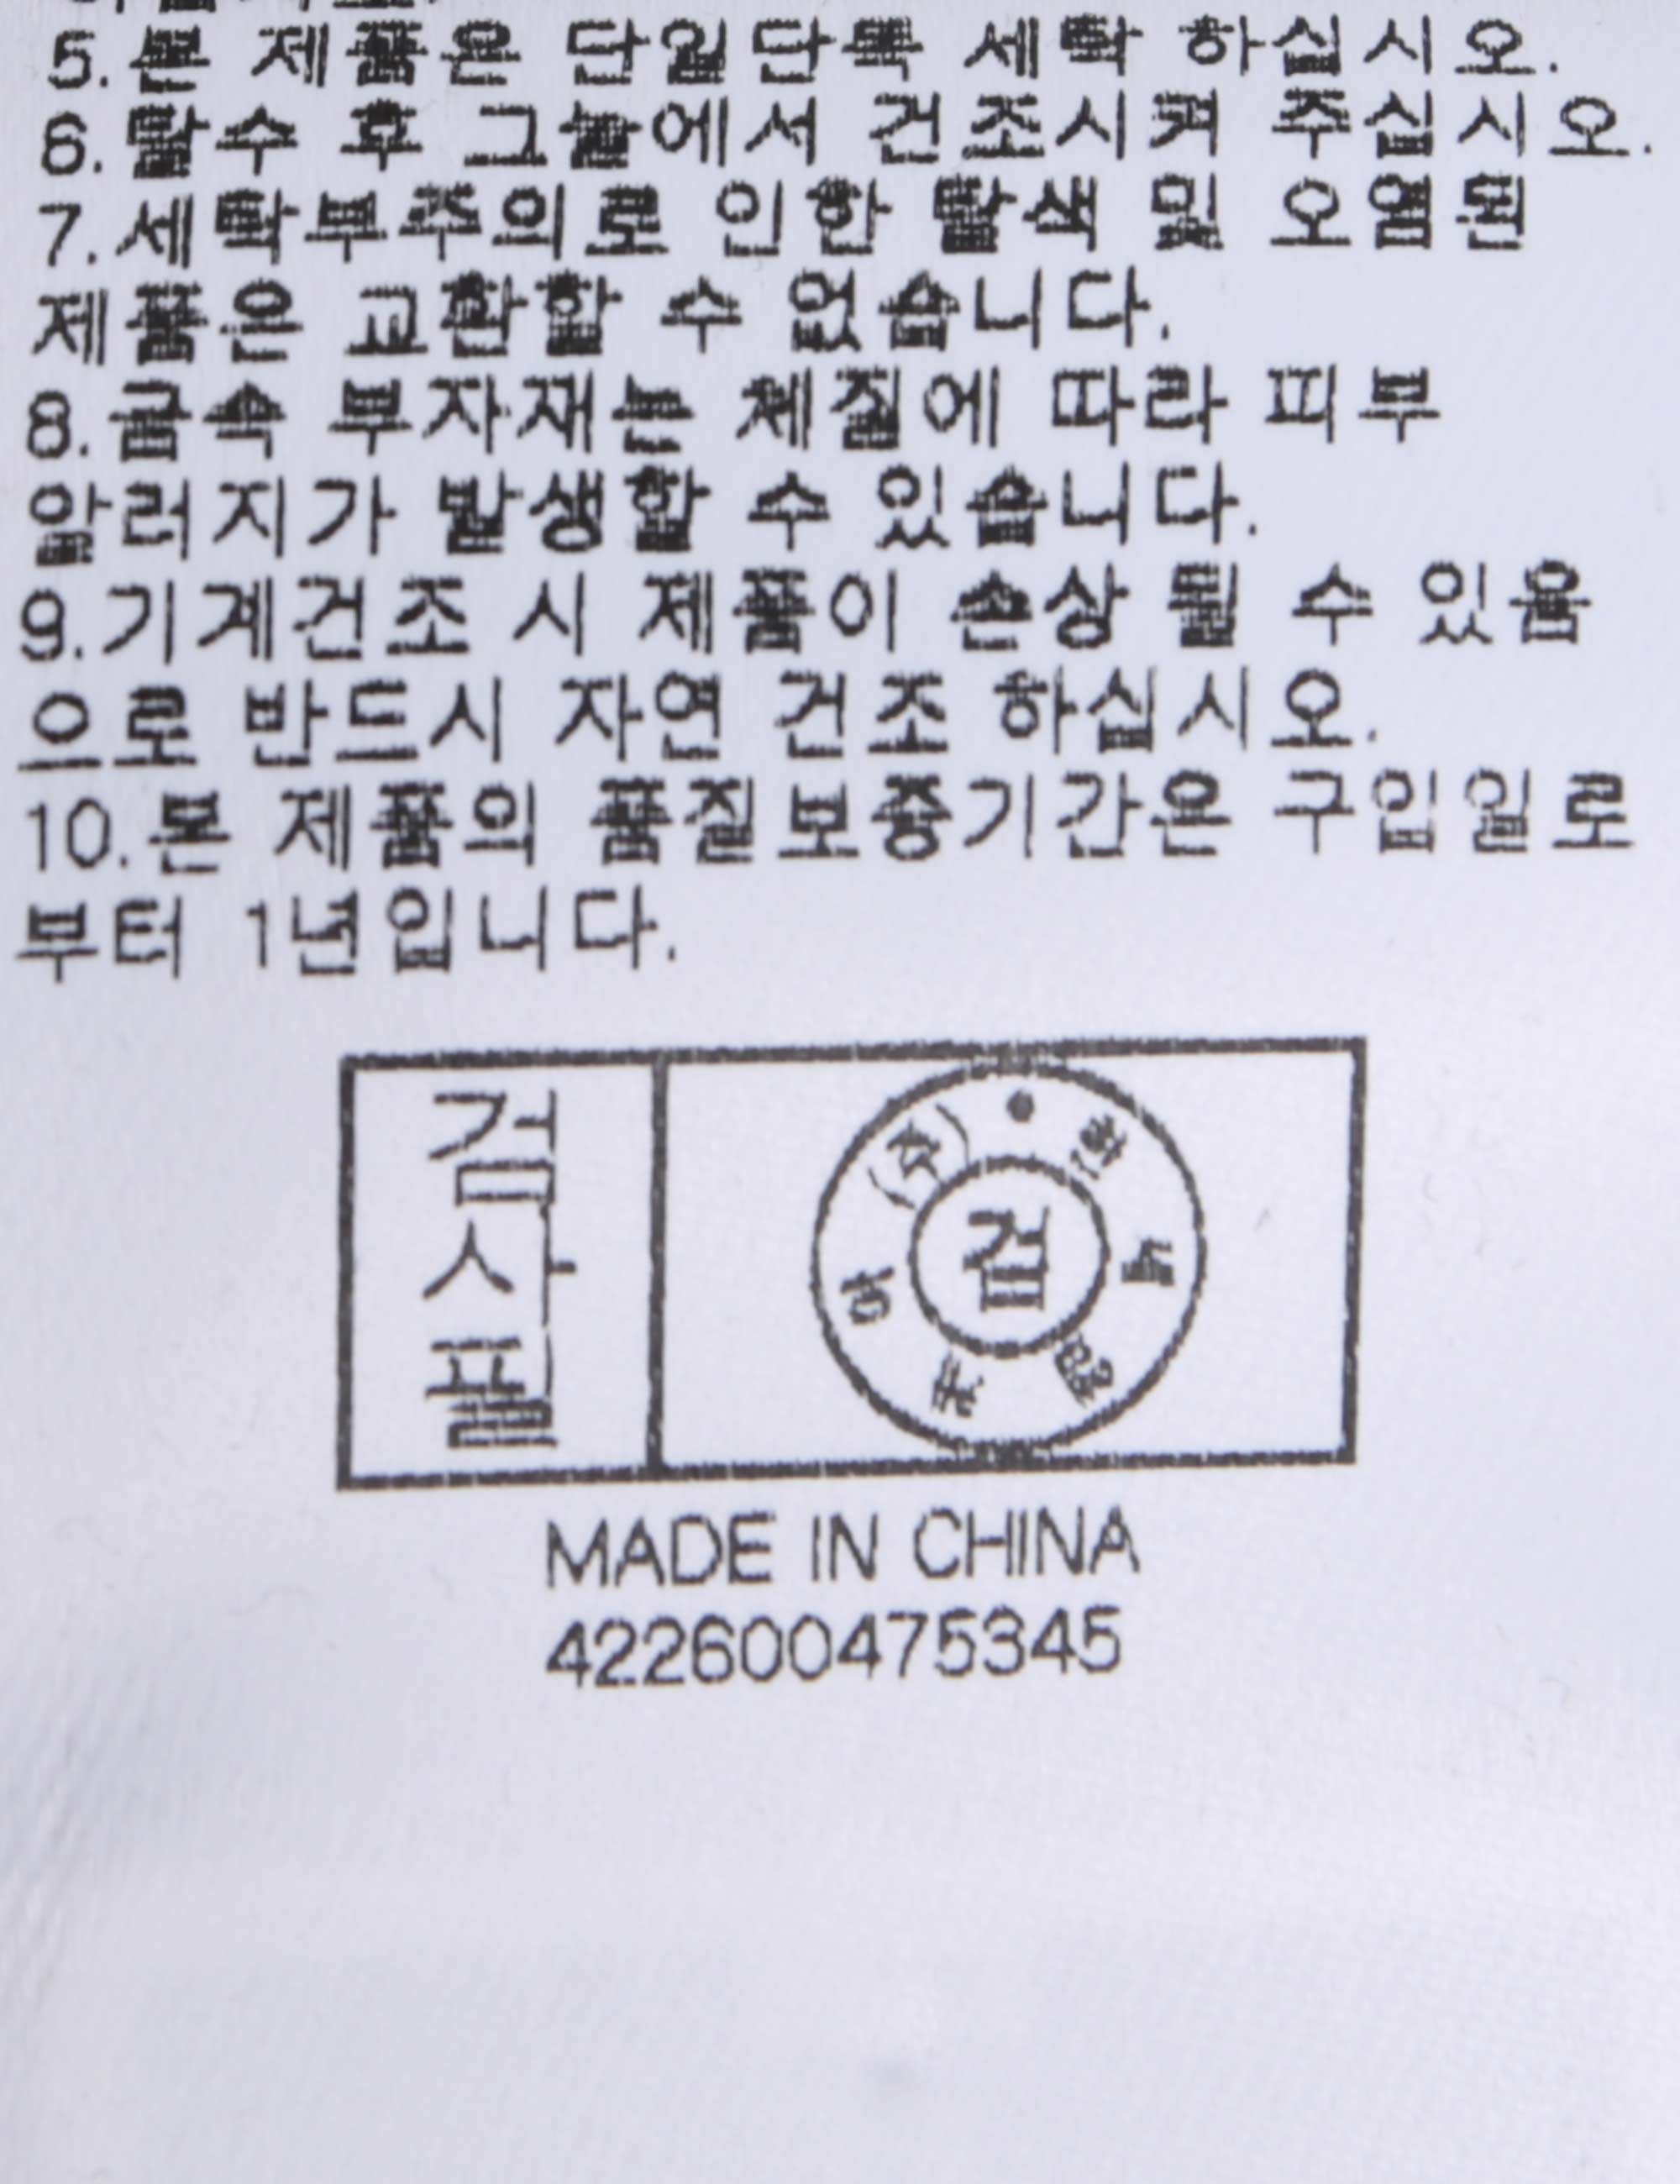 5.본 제품은 단일단독 세탁 하십시오.
6.탈수 후 그늘에서 건조시켜 주십시오.
7.세탁부주의로 인한 탈색 및 오염된
제품은 교환할 수 없습니다.
8.금속 부자재는 체질에 따라 피부
알러지가 발생할 수 있습니다.
9.기계건조 시 제품이 손상 될 수 있음
으로 반드시 자연 건조 하십시오.
10.본 제품의 품질보증기간은 구입일로
부터 1년입니다.
검사필
검
(주)
MADE IN CHINA
422600475345